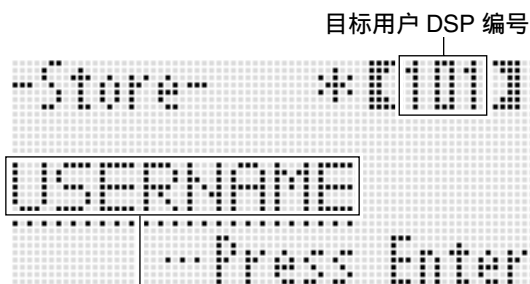 目标用户 DSP 编号
-Store- *【101】
USERNAME
…Press Enter